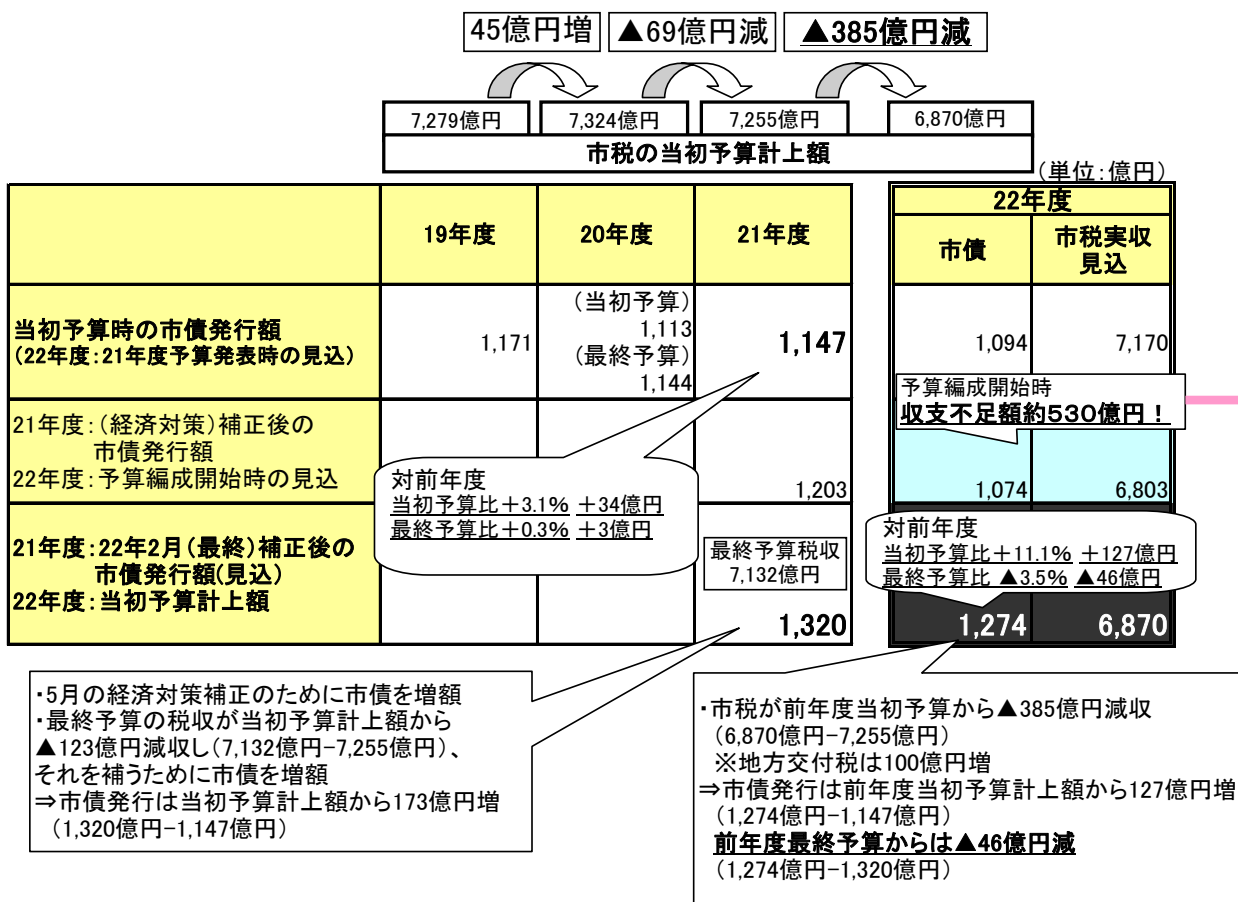 45億円増
▲69億円減
▲385億円減
7,279億円
7,324億円
7,255億円
6,870億円
市税の当初予算計上額
(単位:億円)
19年度
20年度
21年度
22年度
市債
市税実収
見込
当初予算時の市債発行額
(22年度:21年度予算発表時の見込)
1,171
(当初予算)
1,113
(最終予算)
1,144
1,147
1,094
7,170
予算編成開始時
収支不足額約530億円!
21年度:(経済対策)補正後の
市債発行額
22年度:予算編成開始時の見込
1,203
1,074
6,803
対前年度
当初予算比+3.1% +34億円
最終予算比+0.3% +3億円
対前年度
当初予算比+11.1% +127億円
最終予算比 ▲3.5% ▲46億円
21年度:22年2月(最終)補正後の
市債発行額(見込)
22年度:当初予算計上額
最終予算税収
7,132億円
1,320
1,274
6,870
・5月の経済対策補正のために市債を増額
・最終予算の税収が当初予算計上額から
▲123億円減収し(7,132億円-7,255億円)、
それを補うために市債を増額
⇒市債発行は当初予算計上額から173億円増
(1,320億円-1,147億円)
・市税が前年度当初予算から▲385億円減収
(6,870億円-7,255億円)
※地方交付税は100億円増
⇒市債発行は前年度当初予算計上額から127億円増
(1,274億円-1,147億円)
前年度最終予算からは▲46億円減
(1,274億円-1,320億円)